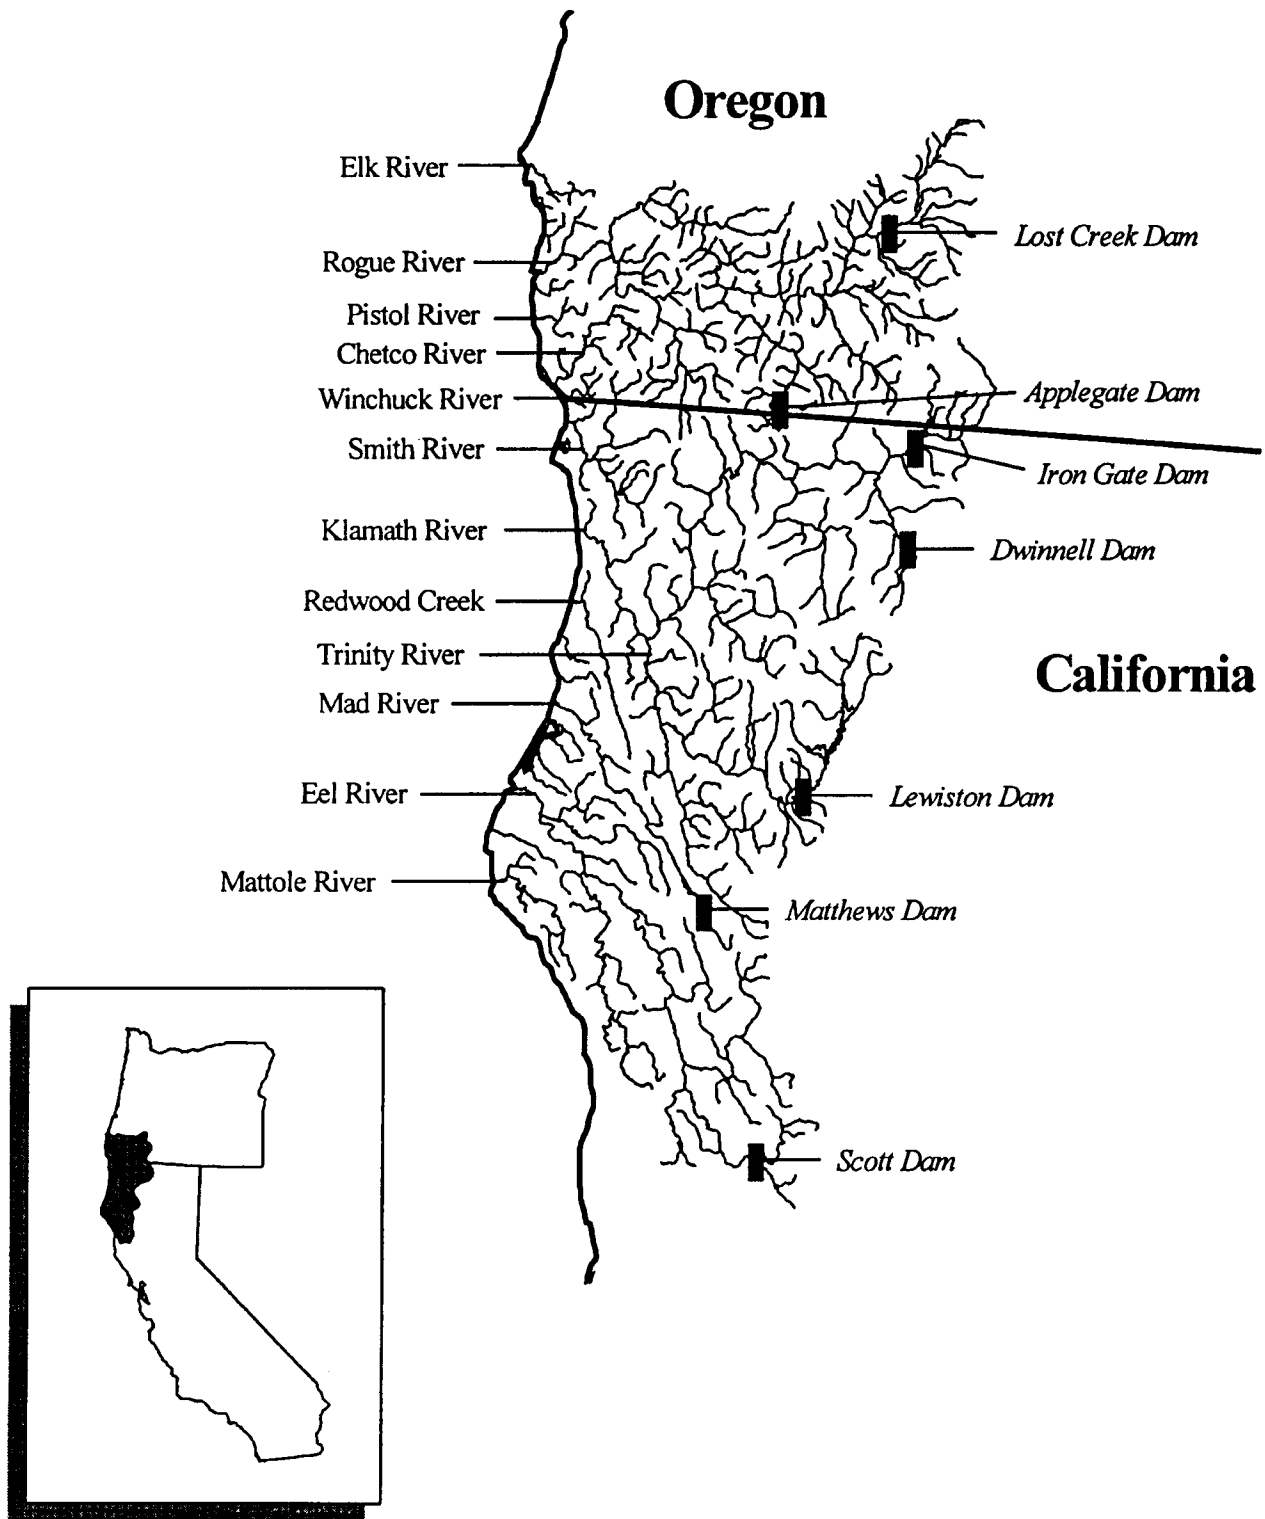 Oregon
Elk River
Lost Creek Dam
Rogue River
Pistol River
Chetco River
Winchuck River
Applegate Dam
Smith River
Iron Gate Dam
Klamath River
Dwinnell Dam
Redwood Creek
Trinity River
California
Mad River
Eel River
Lewiston Dam
Mattole River
Matthews Dam
Scott Dam